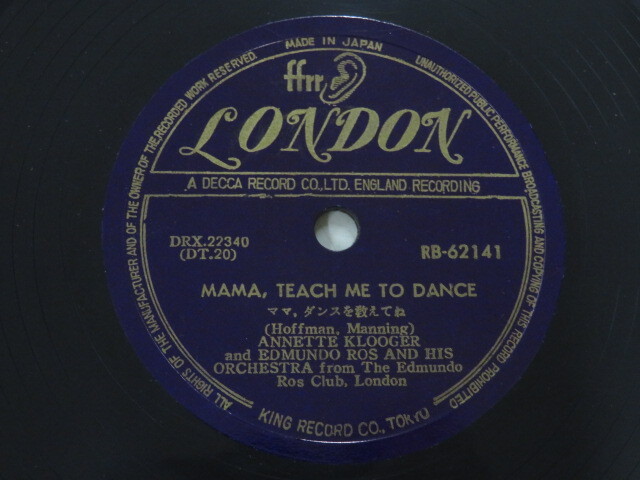 MADE IN JAPAN
ALL RIGHTS OF THE MANUFACTURER AND OF THE OWNER OF THE RECORDED WORK RESERVED.
UNAUTHORIZED PUBLIC PERFORMANCE BROADCASTING AND COPYING OF THIS RECORD PROHIBITED
ffrr
LONDON
A DECCA RECORD CO., LTD. ENGLAND RECORDING
DRX.22340
(DT.20)
RB-62141
MAMA, TEACH ME TO DANCE
ママ, ダンスを教えてね
(Hoffman, Manning)
ANNETTE KLOOGER
and EDMUNDO ROS AND HIS
ORCHESTRA from The Edmundo
Ros Club, London
KING RECORD CO., TOKYO